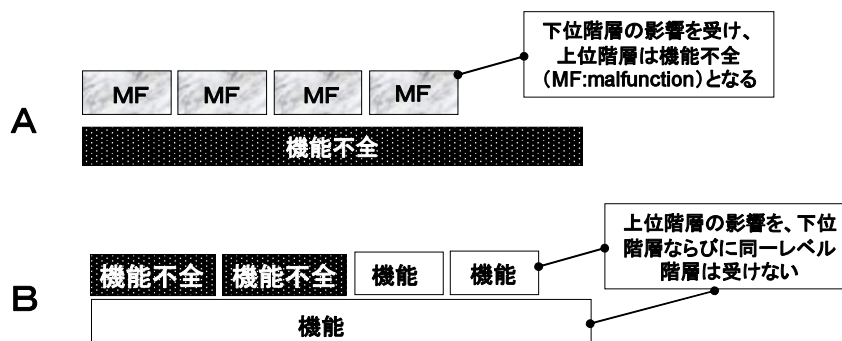 下位階層の影響を受け、
上位階層は機能不全
（MF:malfunction）となる
A
MF MF MF MF
機能不全
上位階層の影響を、下位
階層ならびに同一レベル
階層は受けない
B
機能不全 機能不全 機能 機能
機能